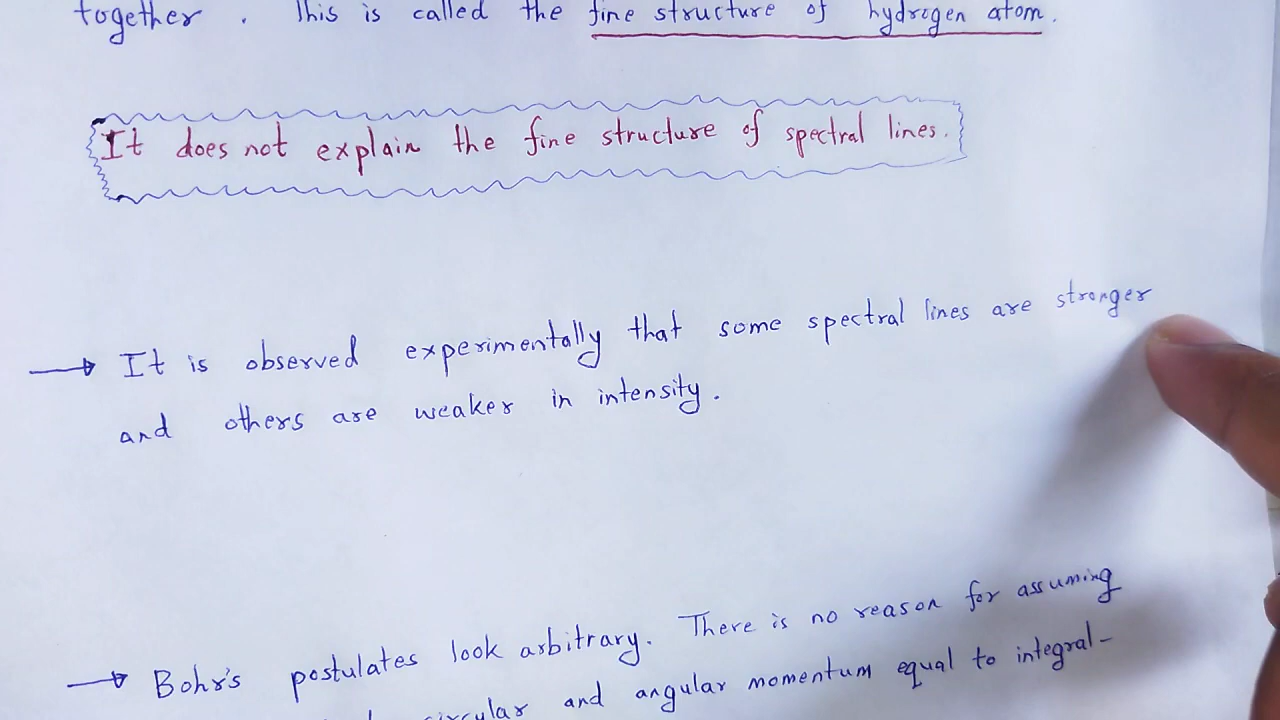 together. This is called the fine structure of hydrogen atom.
It does not explain the fine structure of spectral lines.
→ It is observed experimentally that some spectral lines are stronger
and others are weaker in intensity.
→ Bohr's postulates look arbitrary. There is no reason for assuming
circular and angular momentum equal to integral-